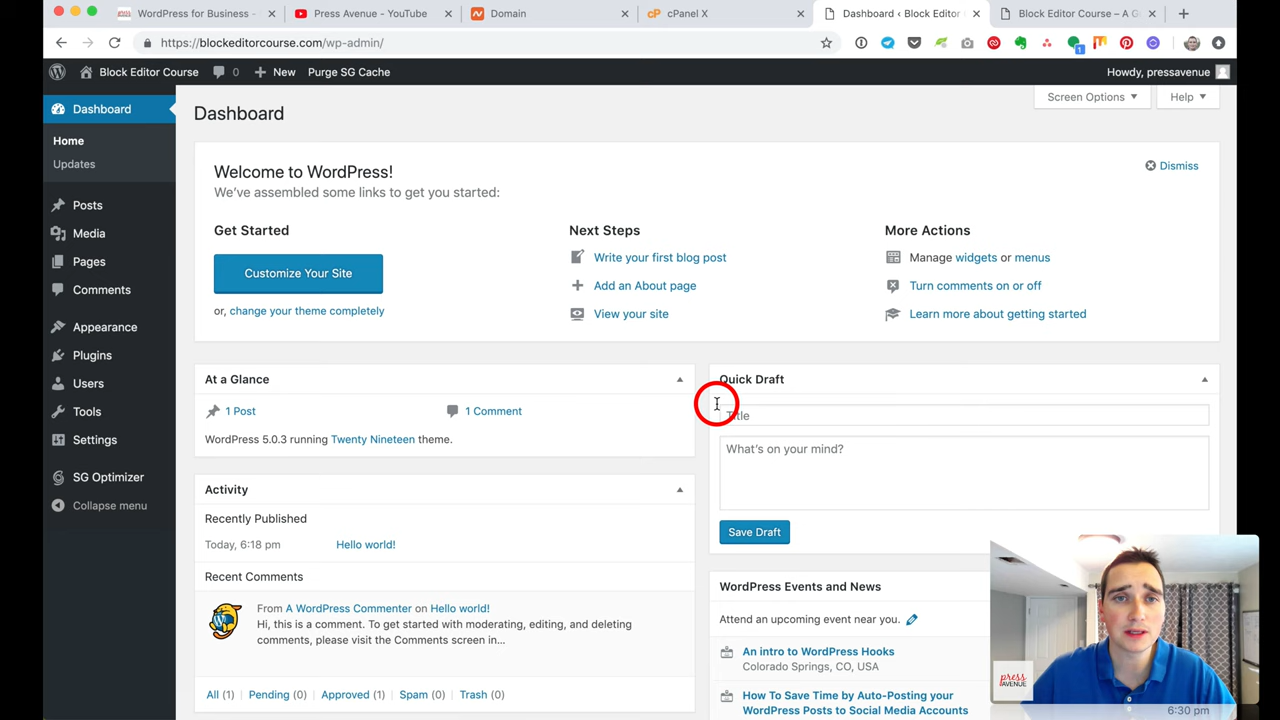 WordPress for Business -
Press Avenue - YouTube
Domain
cPanel X
Dashboard ‹ Block Editor
Block Editor Course – A G
https://blockeditorcourse.com/wp-admin/
1
Block Editor Course
0
New
Purge SG Cache
Howdy, pressavenue
Dashboard
Home
Updates
Posts
Media
Pages
Comments
Appearance
Plugins
Users
Tools
Settings
SG Optimizer
Collapse menu
Dashboard
Screen Options
Help
Welcome to WordPress!
We've assembled some links to get you started:
Dismiss
Get Started
Customize Your Site
or, change your theme completely
Next Steps
Write your first blog post
Add an About page
View your site
More Actions
Manage widgets or menus
Turn comments on or off
Learn more about getting started
At a Glance
1 Post
1 Comment
WordPress 5.0.3 running Twenty Nineteen theme.
Activity
Recently Published
Today, 6:18 pm
Hello world!
Recent Comments
From A WordPress Commenter on Hello world!
Hi, this is a comment. To get started with moderating, editing, and deleting
comments, please visit the Comments screen in...
All (1)
Pending (0)
Approved (1)
Spam (0)
Trash (0)
Quick Draft
Title
What's on your mind?
Save Draft
WordPress Events and News
Attend an upcoming event near you.
An intro to WordPress Hooks
Colorado Springs, CO, USA
How To Save Time by Auto-Posting your
WordPress Posts to Social Media Accounts
press
AVENUE
6:30 pm